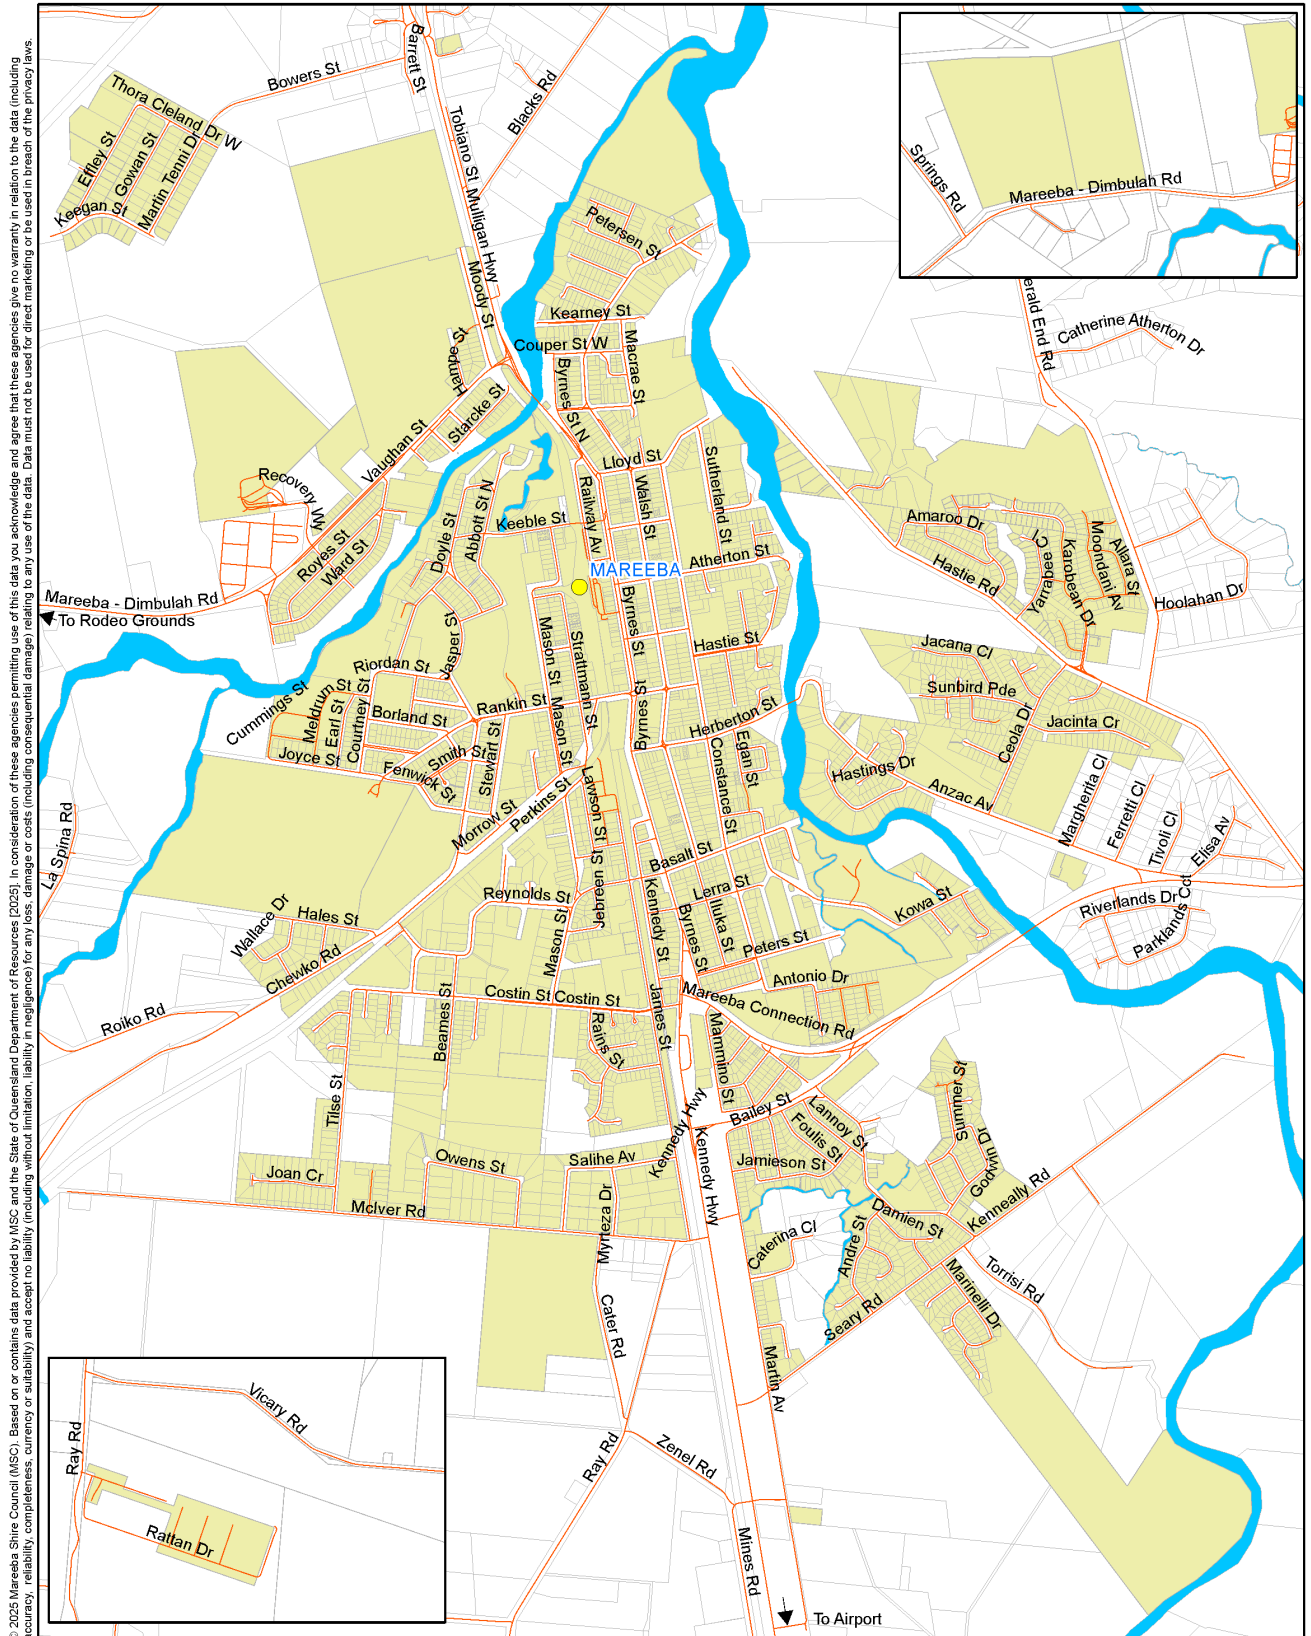 Barrett St
Bowers St
Thora Cleland Dr W
Effley St
Gowan St
Martin Tenni Dr
Keegan St
Blacks Rd
Tobiano St
Mulligan Hwy
Moody St
Petersen St
Springs Rd
Mareeba - Dimbulah Rd
Kearney St
Couper St W
Macrae St
Byrnes St N
Hampe St
Starcke St
Vaughan St
erald End Rd
Catherine Atherton Dr
Recovery Wy
Royes St
Ward St
Doyle St
Abbott St N
Keeble St
Lloyd St
Railway Av
Walsh St
Sutherland St
Atherton St
MAREEBA
Amaroo Dr
Hastie Rd
Yarrabee Cl
Karobean Dr
Moondani Av
Allara St
Hoolahan Dr
Mareeba - Dimbulah Rd
To Rodeo Grounds
Jasper St
Mason St
Strattmann St
Byrnes St
Hastie St
Jacana Cl
Sunbird Pde
Ceola Dr
Jacinta Cr
Riordan St
Cummings St
Meldrum St
Earl St
Courtney St
Borland St
Joyce St
Rankin St
Smith St
Stewart St
Fenwick St
Mason St
Byrnes St
Herberton St
Constance St
Egan St
Hastings Dr
Anzac Av
Margherita Cl
Ferretti Cl
Tivoli Cl
Elisa Av
La Spina Rd
Morrow St
Perkins St
Lawson St
Jebreen St
Basalt St
Lerra St
Iluka St
Kowa St
Riverlands Dr
Parklands Cct
Reynolds St
Mason St
Kennedy St
Byrnes St
Peters St
Antonio Dr
Wallace Dr
Hales St
Chewko Rd
Roiko Rd
Costin St
Costin St
Beames St
James St
Rains St
Mareeba Connection Rd
Mammino St
Tilse St
Bailey St
Lannoy St
Foulis St
Jamieson St
Summer St
Godwin Dr
Kenneally Rd
Kennedy Hwy
Kennedy Hwy
Joan Cr
Owens St
Salihe Av
McIver Rd
Myrteza Dr
Damien St
Caterina Cl
Andre St
Torrisi Rd
Marinelli Dr
Seary Rd
Cater Rd
Martin Av
Ray Rd
Vicary Rd
Rattan Dr
Ray Rd
Zenel Rd
Mines Rd
To Airport
© 2025 Mareeba Shire Council (MSC). Based on or contains data provided by MSC and the State of Queensland Department of Resources [2025]. In consideration of these agencies permitting use of this data you acknowledge and agree that these agencies give no warranty in relation to the data (including
accuracy, reliability, completeness, currency or suitability) and accept no liability (including without limitation, liability in negligence) for any loss, damage or costs (including consequential damage) relating to any use of the data. Data must not be used for direct marketing or be used in breach of the privacy laws.